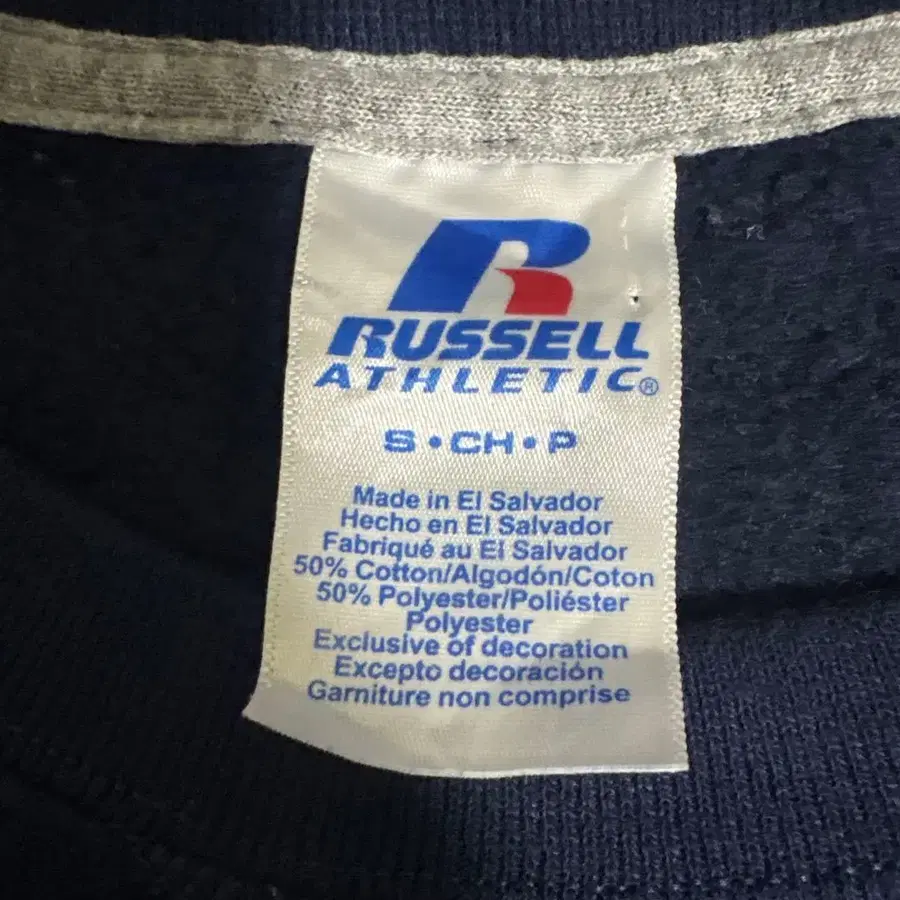 R
RUSSELL
ATHLETIC®
S•CH•P
Made in El Salvador
Hecho en El Salvador
Fabriqué au El Salvador
50% Cotton/Algodón/Coton
50% Polyester/Poliéster
Polyester
Exclusive of decoration
Excepto decoración
Garniture non comprise